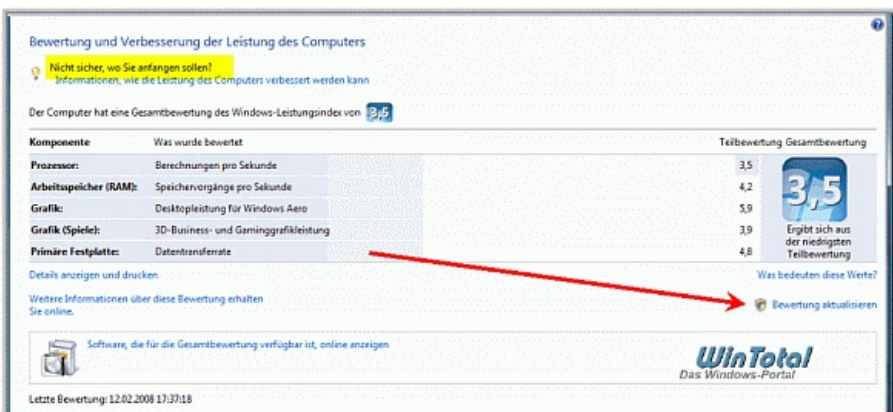 Bewertung und Verbesserung der Leistung des Computers
Nicht sicher, wo Sie anfangen sollen?
Informationen, wie die Leistung des Computers verbessert werden kann
Der Computer hat eine Gesamtbewertung des Windows-Leistungsindex von 3,5
Komponente Was wurde bewertet Teilbewertung Gesamtbewertung
Prozessor: Berechnungen pro Sekunde 3,5
Arbeitsspeicher (RAM): Speichervorgänge pro Sekunde 4,2
Grafik: Desktopleistung für Windows Aero 5,9
Grafik (Spiele): 3D-Business- und Gaminggrafikleistung 3,9
Primäre Festplatte: Datentransferrate 4,8
3,5
Ergibt sich aus
der niedrigsten
Teilbewertung
Details anzeigen und drucken Was bedeuten diese Werte?
Weitere Informationen über diese Bewertung erhalten
Sie online.
Bewertung aktualisieren
Software, die für die Gesamtbewertung verfügbar ist, online anzeigen
WinTotal
Das Windows-Portal
Letzte Bewertung: 12.02.2008 17:37:18